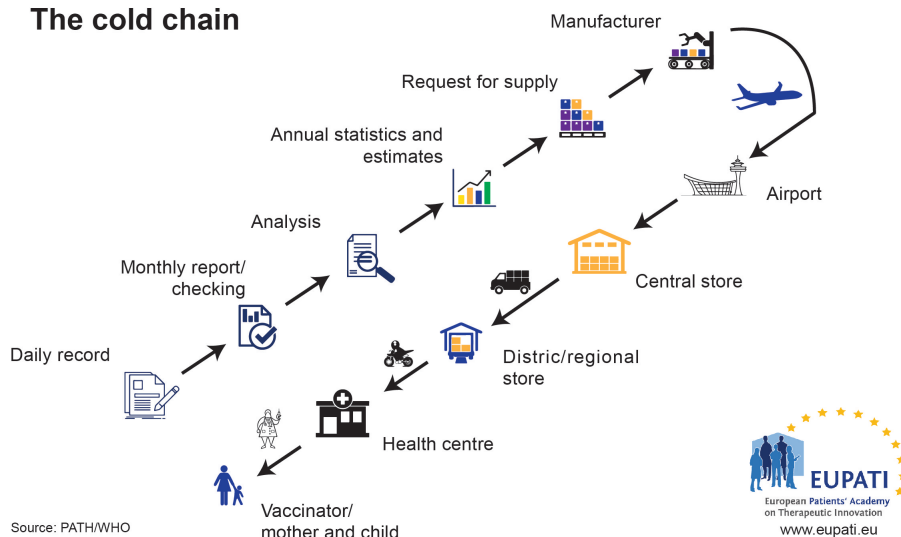 The cold chain
Manufacturer
Request for supply
Annual statistics and
estimates
Analysis
Monthly report/
checking
Daily record
Airport
Central store
Distric/regional
store
Health centre
Vaccinator/
mother and child
Source: PATH/WHO
EUPATI
European Patients' Academy
on Therapeutic Innovation
www.eupati.eu